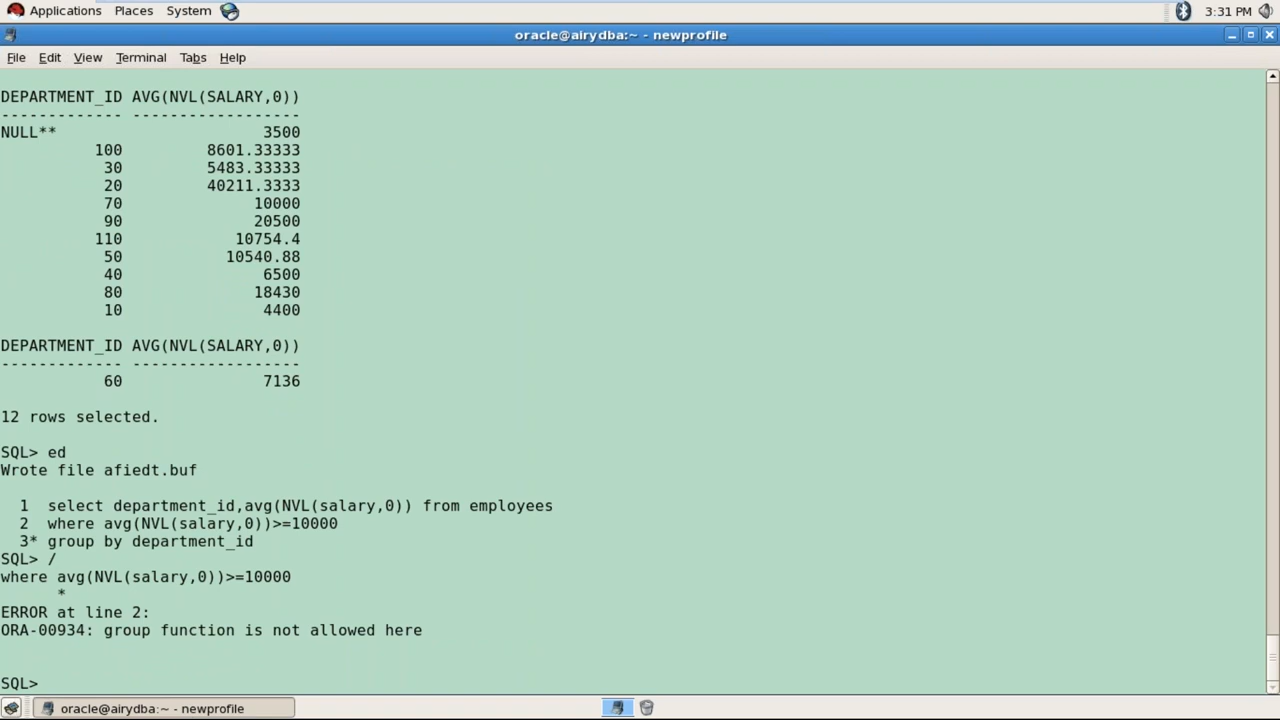 Applications Places System 3:31 PM
oracle@airydba:~ - newprofile
File Edit View Terminal Tabs Help
DEPARTMENT_ID AVG(NVL(SALARY,0))
------------- ------------------
NULL** 3500
100 8601.33333
30 5483.33333
20 40211.3333
70 10000
90 20500
110 10754.4
50 10540.88
40 6500
80 18430
10 4400
DEPARTMENT_ID AVG(NVL(SALARY,0))
------------- ------------------
60 7136
12 rows selected.
SQL> ed
Wrote file afiedt.buf
1 select department_id,avg(NVL(salary,0)) from employees
2 where avg(NVL(salary,0))>=10000
3* group by department_id
SQL> /
where avg(NVL(salary,0))>=10000
*
ERROR at line 2:
ORA-00934: group function is not allowed here
SQL>
oracle@airydba:~ - newprofile